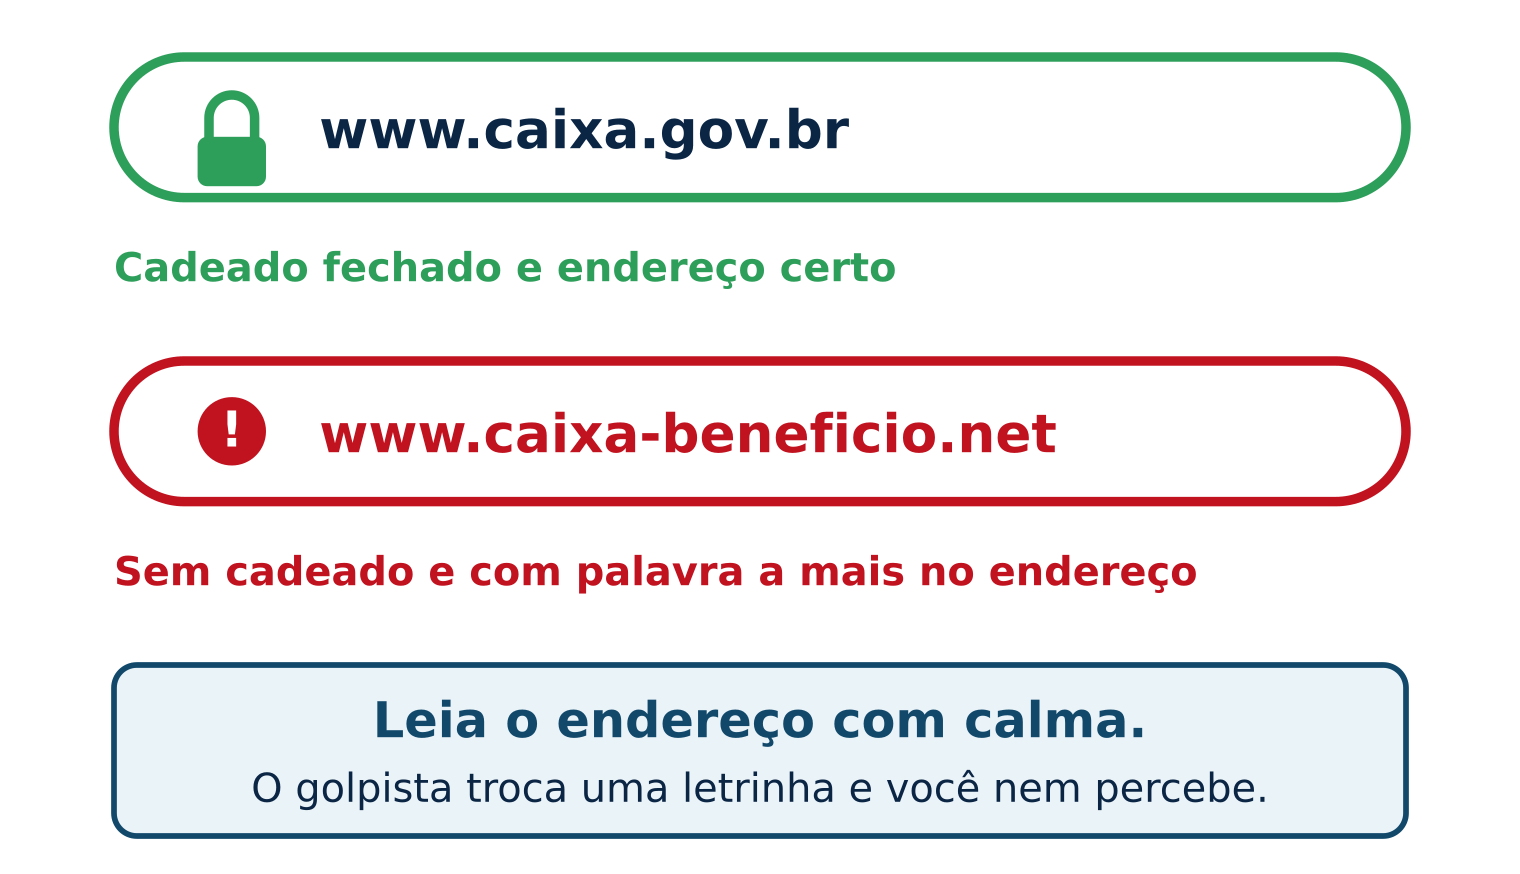 www.caixa.gov.br
Cadeado fechado e endereço certo
! www.caixa-beneficio.net
Sem cadeado e com palavra a mais no endereço
Leia o endereço com calma.
O golpista troca uma letrinha e você nem percebe.